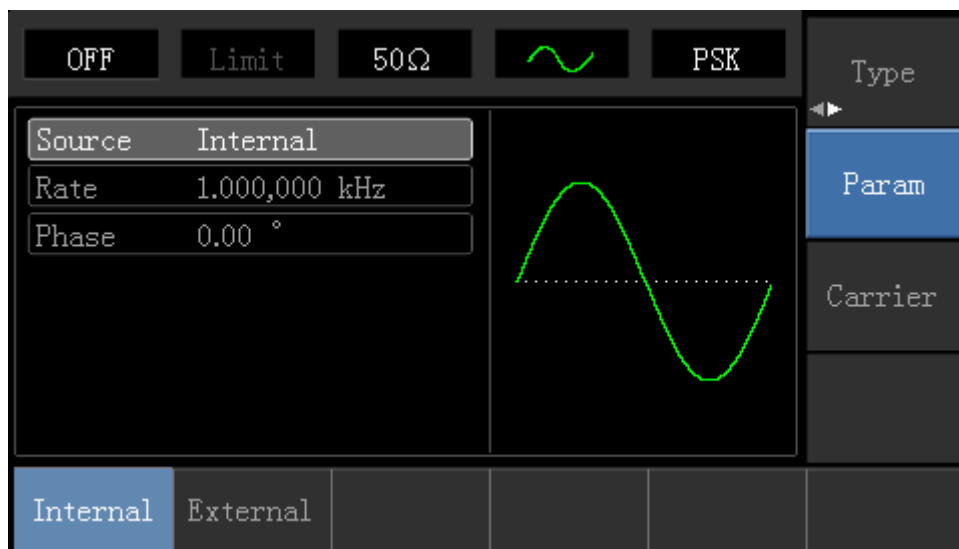 OFF Limit 50Ω PSK
Type
Source Internal
Rate 1.000,000 kHz
Phase 0.00 °
Param
Carrier
Internal External